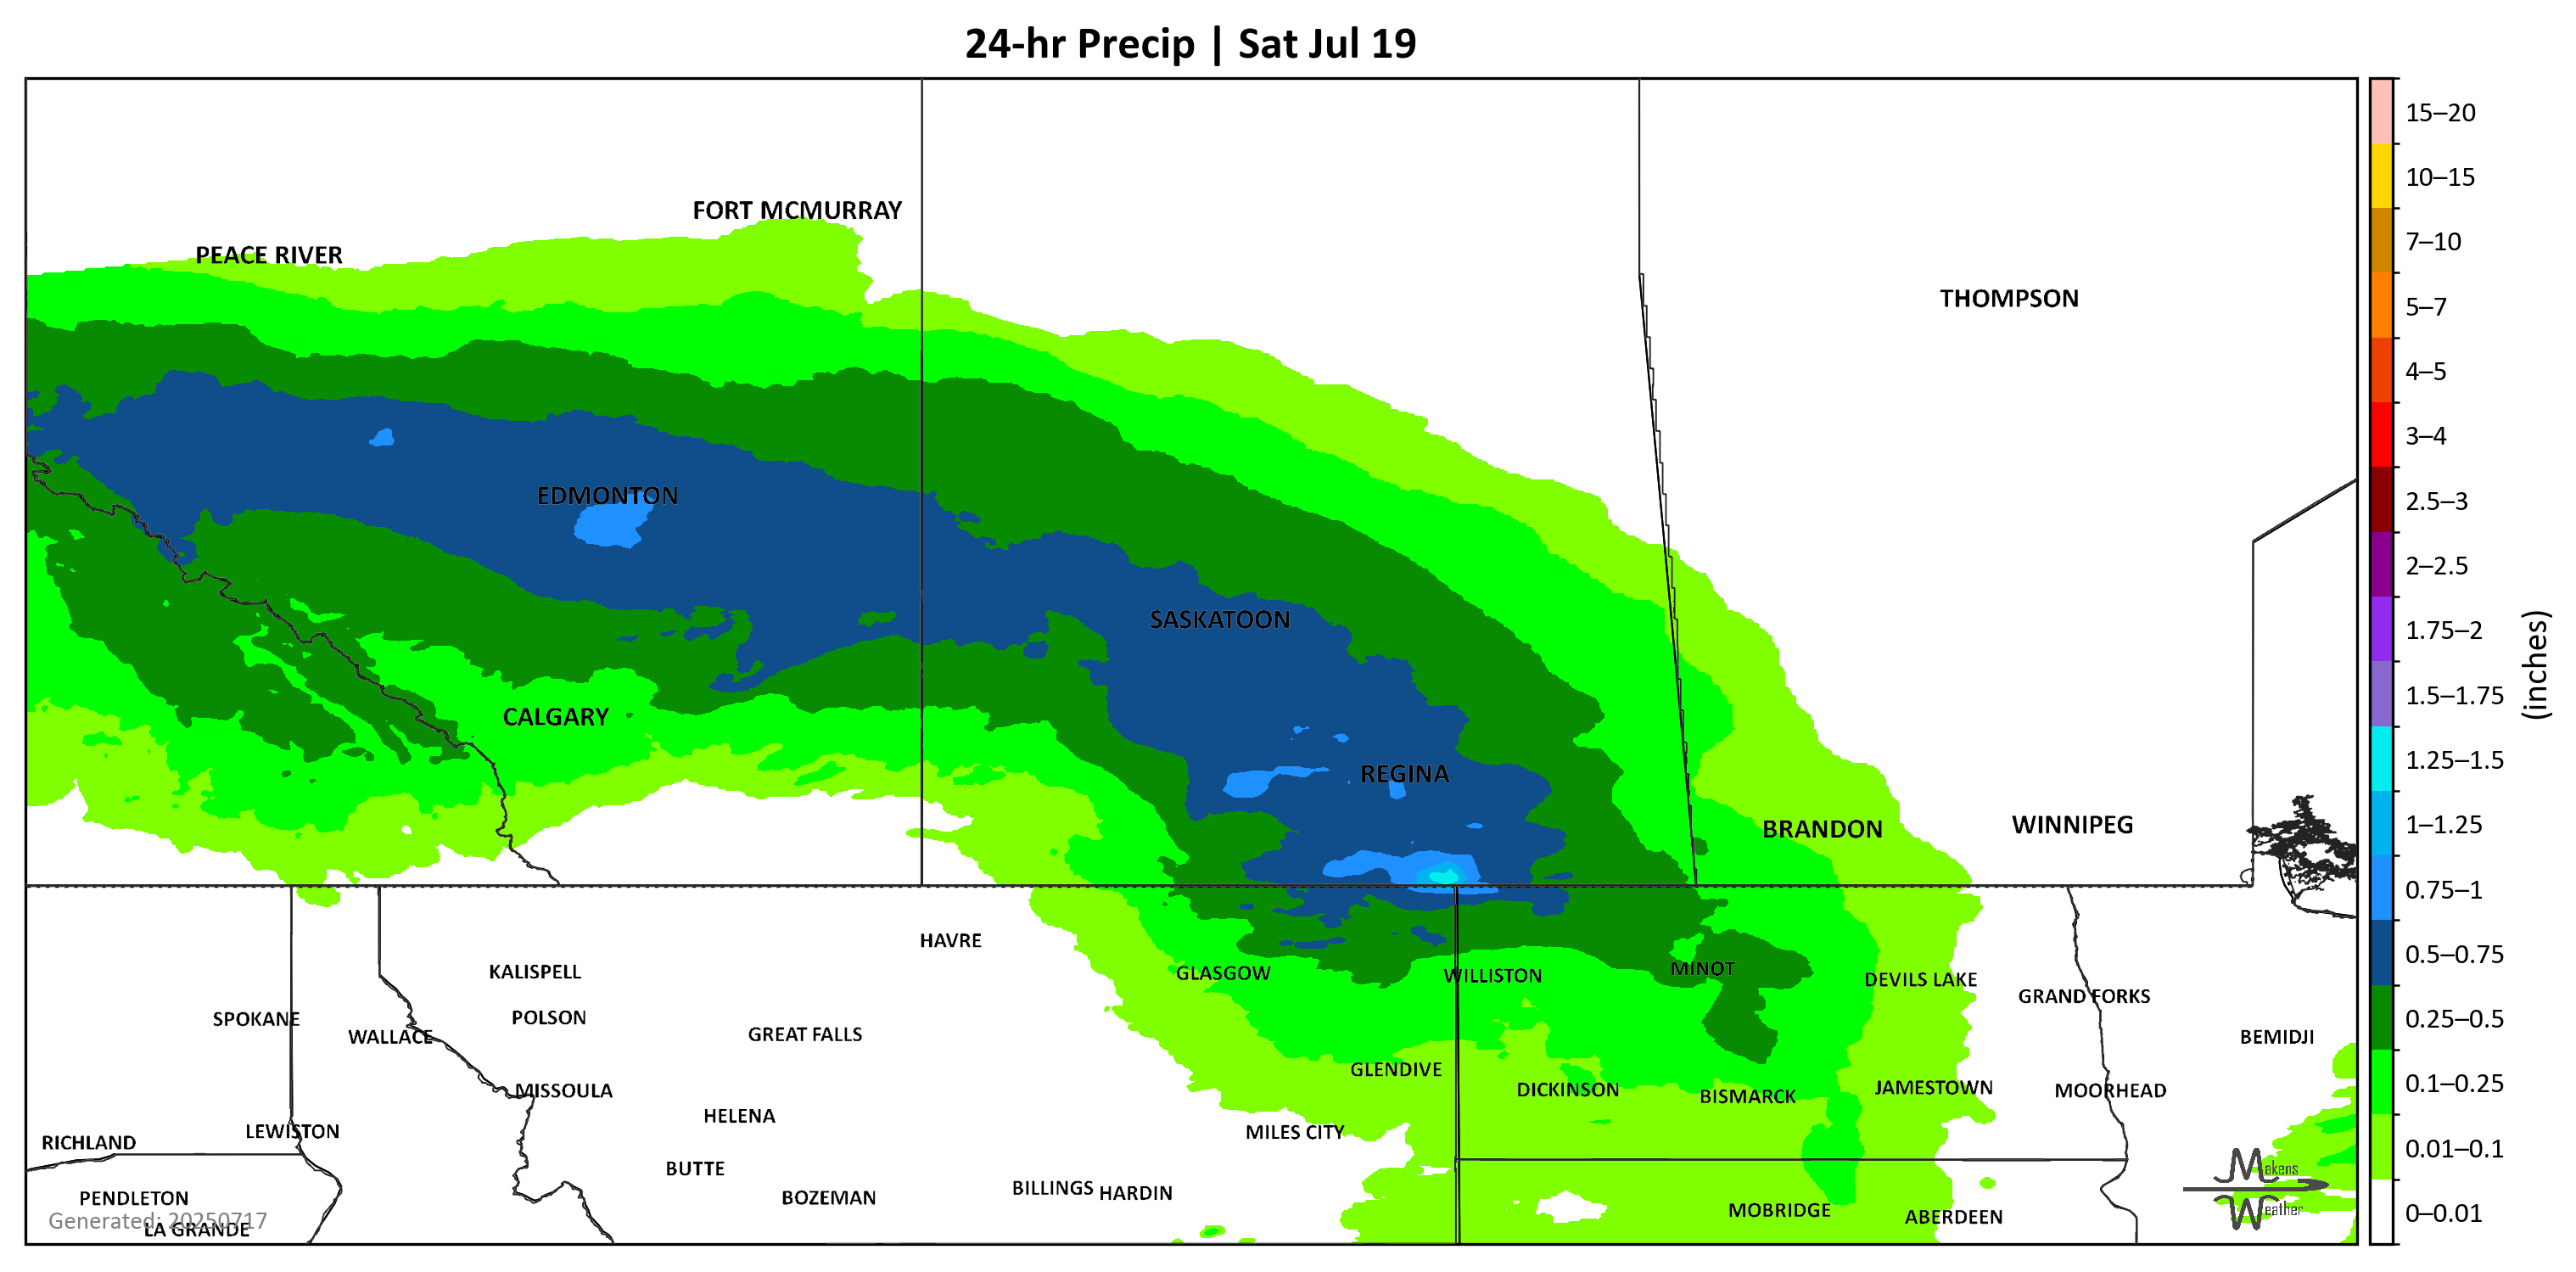 24-hr Precip | Sat Jul 19
FORT MCMURRAY
PEACE RIVER
THOMPSON
EDMONTON
SASKATOON
CALGARY
REGINA
BRANDON
WINNIPEG
HAVRE
KALISPELL
GLASGOW
WILLISTON
MINOT
DEVILS LAKE
GRAND FORKS
SPOKANE
POLSON
WALLACE
GREAT FALLS
BEMIDJI
GLENDIVE
DICKINSON
BISMARCK
JAMESTOWN
MOORHEAD
MISSOULA
HELENA
LEWISTON
RICHLAND
MILES CITY
BUTTE
BOZEMAN
BILLINGS
HARDIN
PENDLETON
MOBRIDGE
ABERDEEN
Generated: 20250717
LA GRANDE
Makens
Weather
15–20
10–15
7–10
5–7
4–5
3–4
2.5–3
2–2.5
1.75–2
1.5–1.75
1.25–1.5
1–1.25
0.75–1
0.5–0.75
0.25–0.5
0.1–0.25
0.01–0.1
0–0.01
(inches)